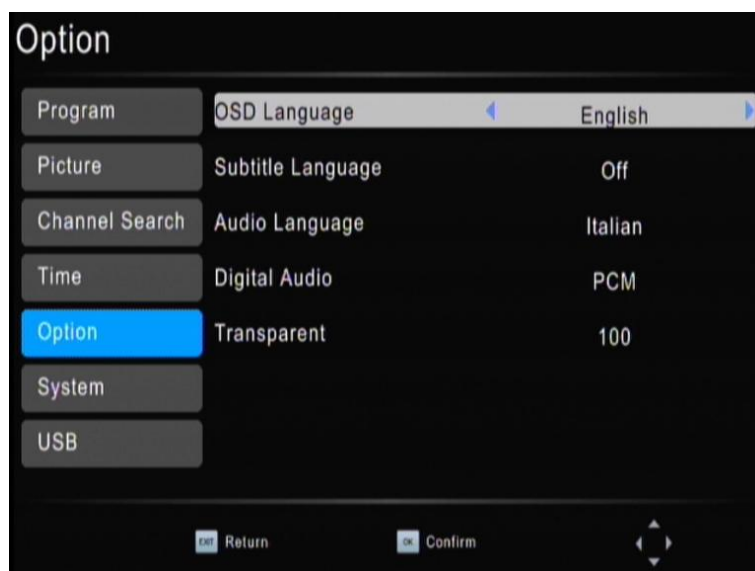 Option
Program
OSD Language English
Picture
Subtitle Language Off
Channel Search
Audio Language Italian
Time
Digital Audio PCM
Option
Transparent 100
System
USB
EXIT Return
OK Confirm